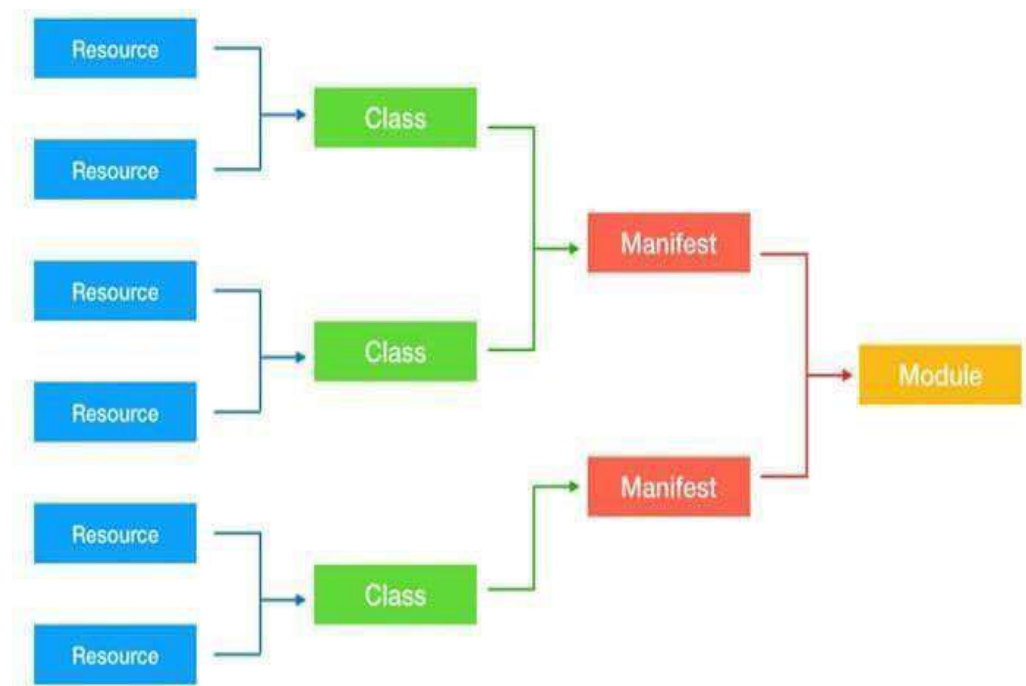 Resource
Resource
Class
Resource
Resource
Class
Resource
Resource
Class
Manifest
Manifest
Module